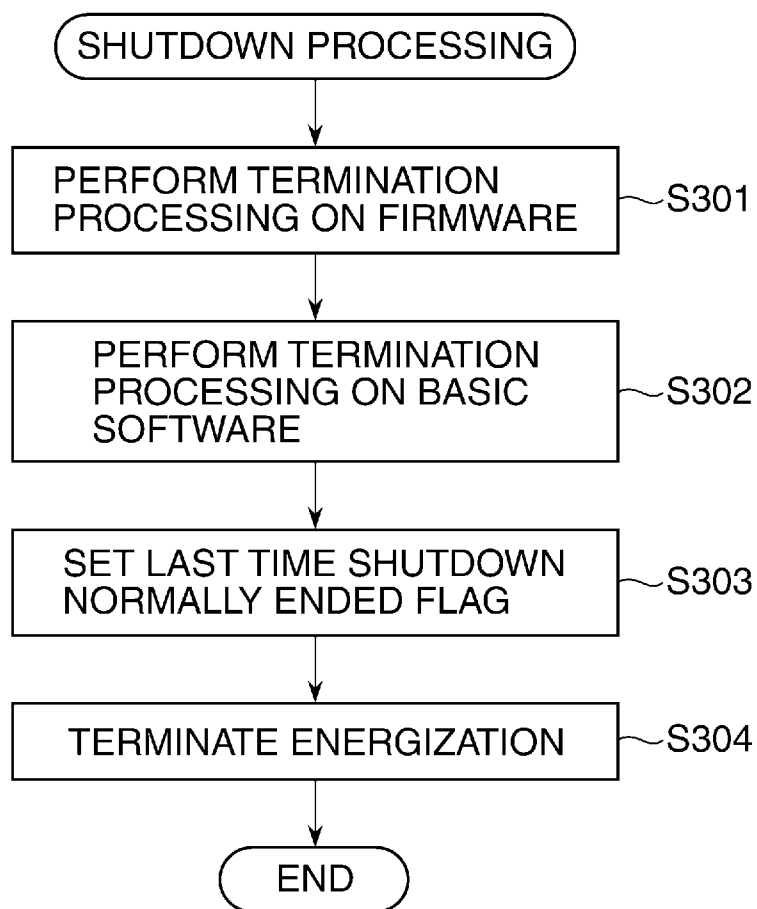 SHUTDOWN PROCESSING
PERFORM TERMINATION
PROCESSING ON FIRMWARE
S301
PERFORM TERMINATION
PROCESSING ON BASIC
SOFTWARE
S302
SET LAST TIME SHUTDOWN
NORMALLY ENDED FLAG
S303
TERMINATE ENERGIZATION
S304
END